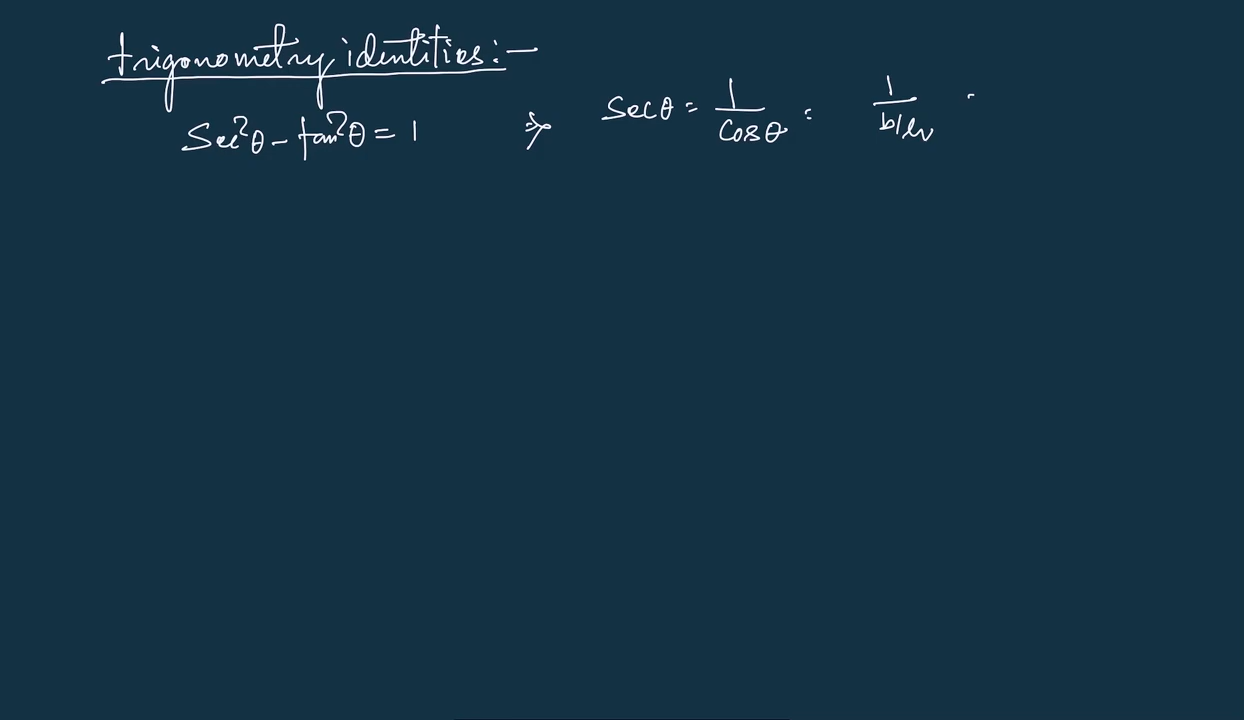 trigonometry identities:-
Sec²θ - tan²θ = 1 ⇒ Secθ = 1/Cosθ = 1/(b/h) =